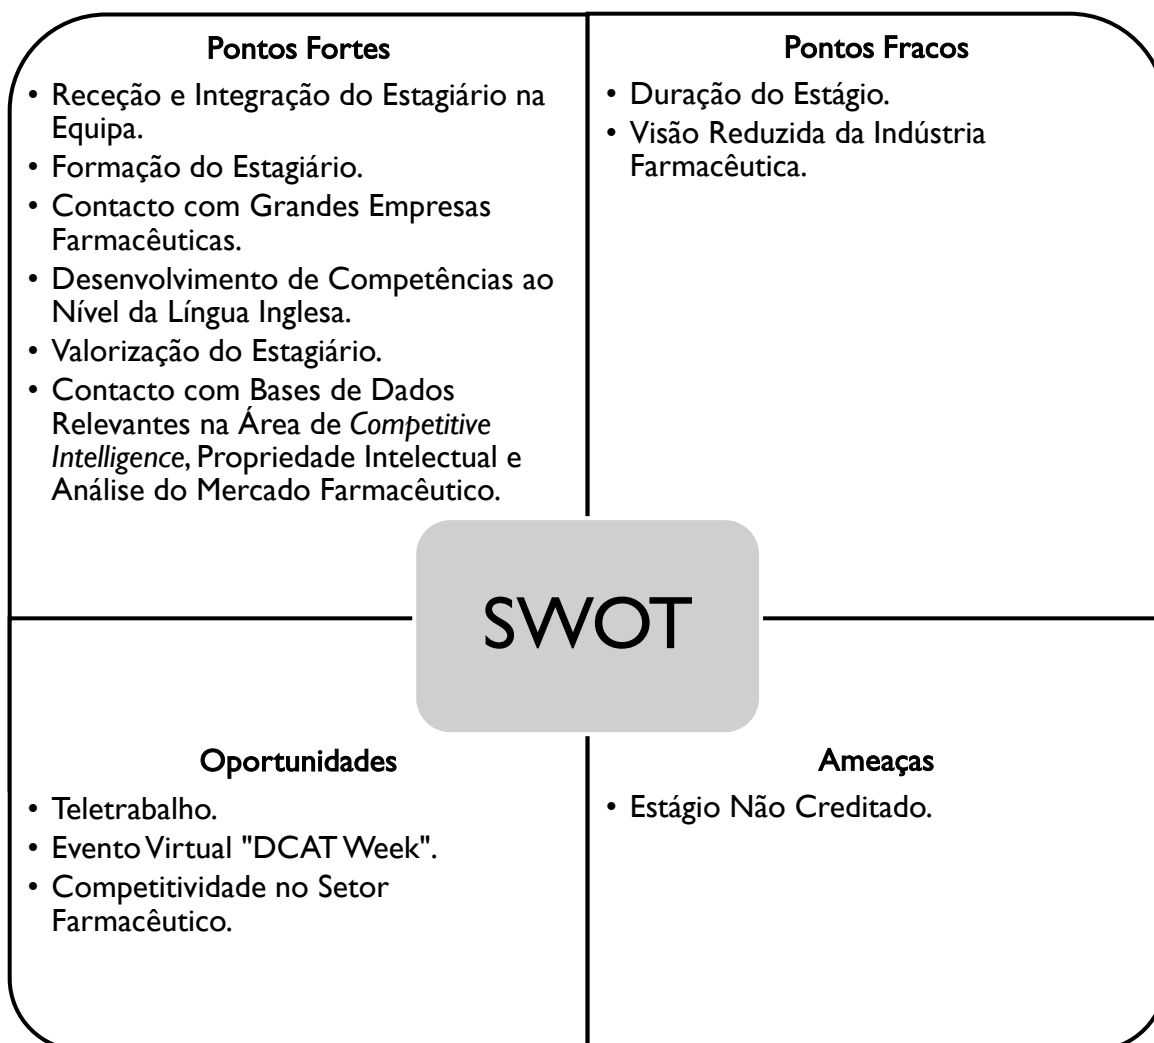 Pontos Fortes
• Receção e Integração do Estagiário na
Equipa.
• Formação do Estagiário.
• Contacto com Grandes Empresas
Farmacêuticas.
• Desenvolvimento de Competências ao
Nível da Língua Inglesa.
• Valorização do Estagiário.
• Contacto com Bases de Dados
Relevantes na Área de Competitive
Intelligence, Propriedade Intelectual e
Análise do Mercado Farmacêutico.
Pontos Fracos
• Duração do Estágio.
• Visão Reduzida da Indústria
Farmacêutica.
SWOT
Oportunidades
• Teletrabalho.
• Evento Virtual "DCAT Week".
• Competitividade no Setor
Farmacêutico.
Ameaças
• Estágio Não Creditado.